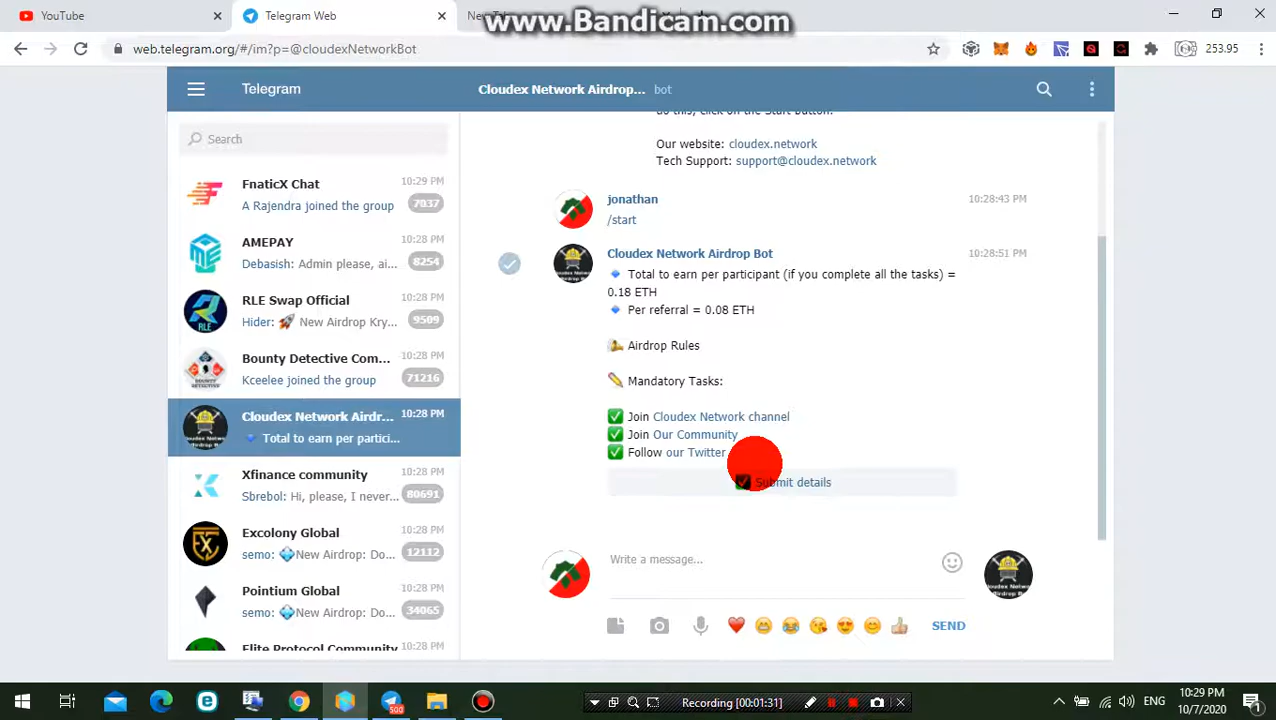 YouTube
Telegram Web
www.Bandicam.com
web.telegram.org/#/im?p=@cloudexNetworkBot
253.95
Telegram
Cloudex Network Airdrop... bot
Search
FnaticX Chat 10:29 PM
A Rajendra joined the group 7037
AMEPAY 10:28 PM
Debasish: Admin please, ai... 8254
RLE Swap Official 10:28 PM
Hider: 🚀 New Airdrop Kry... 9509
Bounty Detective Com... 10:28 PM
Kceelee joined the group 71216
Cloudex Network Airdr... 10:28 PM
🔹 Total to earn per partici...
Xfinance community 10:28 PM
Sbrebol: Hi, please, I never... 80691
Excolony Global 10:28 PM
semo: 💠New Airdrop: Do... 12112
Pointium Global 10:28 PM
semo: 💠New Airdrop: Do... 34065
Elite Protocol Community 10:28 PM
do this, click on the Start button.
Our website: cloudex.network
Tech Support: support@cloudex.network
jonathan 10:28:43 PM
/start
Cloudex Network Airdrop Bot 10:28:51 PM
🔹 Total to earn per participant (if you complete all the tasks) =
0.18 ETH
🔹 Per referral = 0.08 ETH
Airdrop Rules
✏️ Mandatory Tasks:
✅ Join Cloudex Network channel
✅ Join Our Community
✅ Follow our Twitter
✅ Submit details
Write a message...
SEND
Recording [00:01:31]
ENG
10:29 PM
10/7/2020